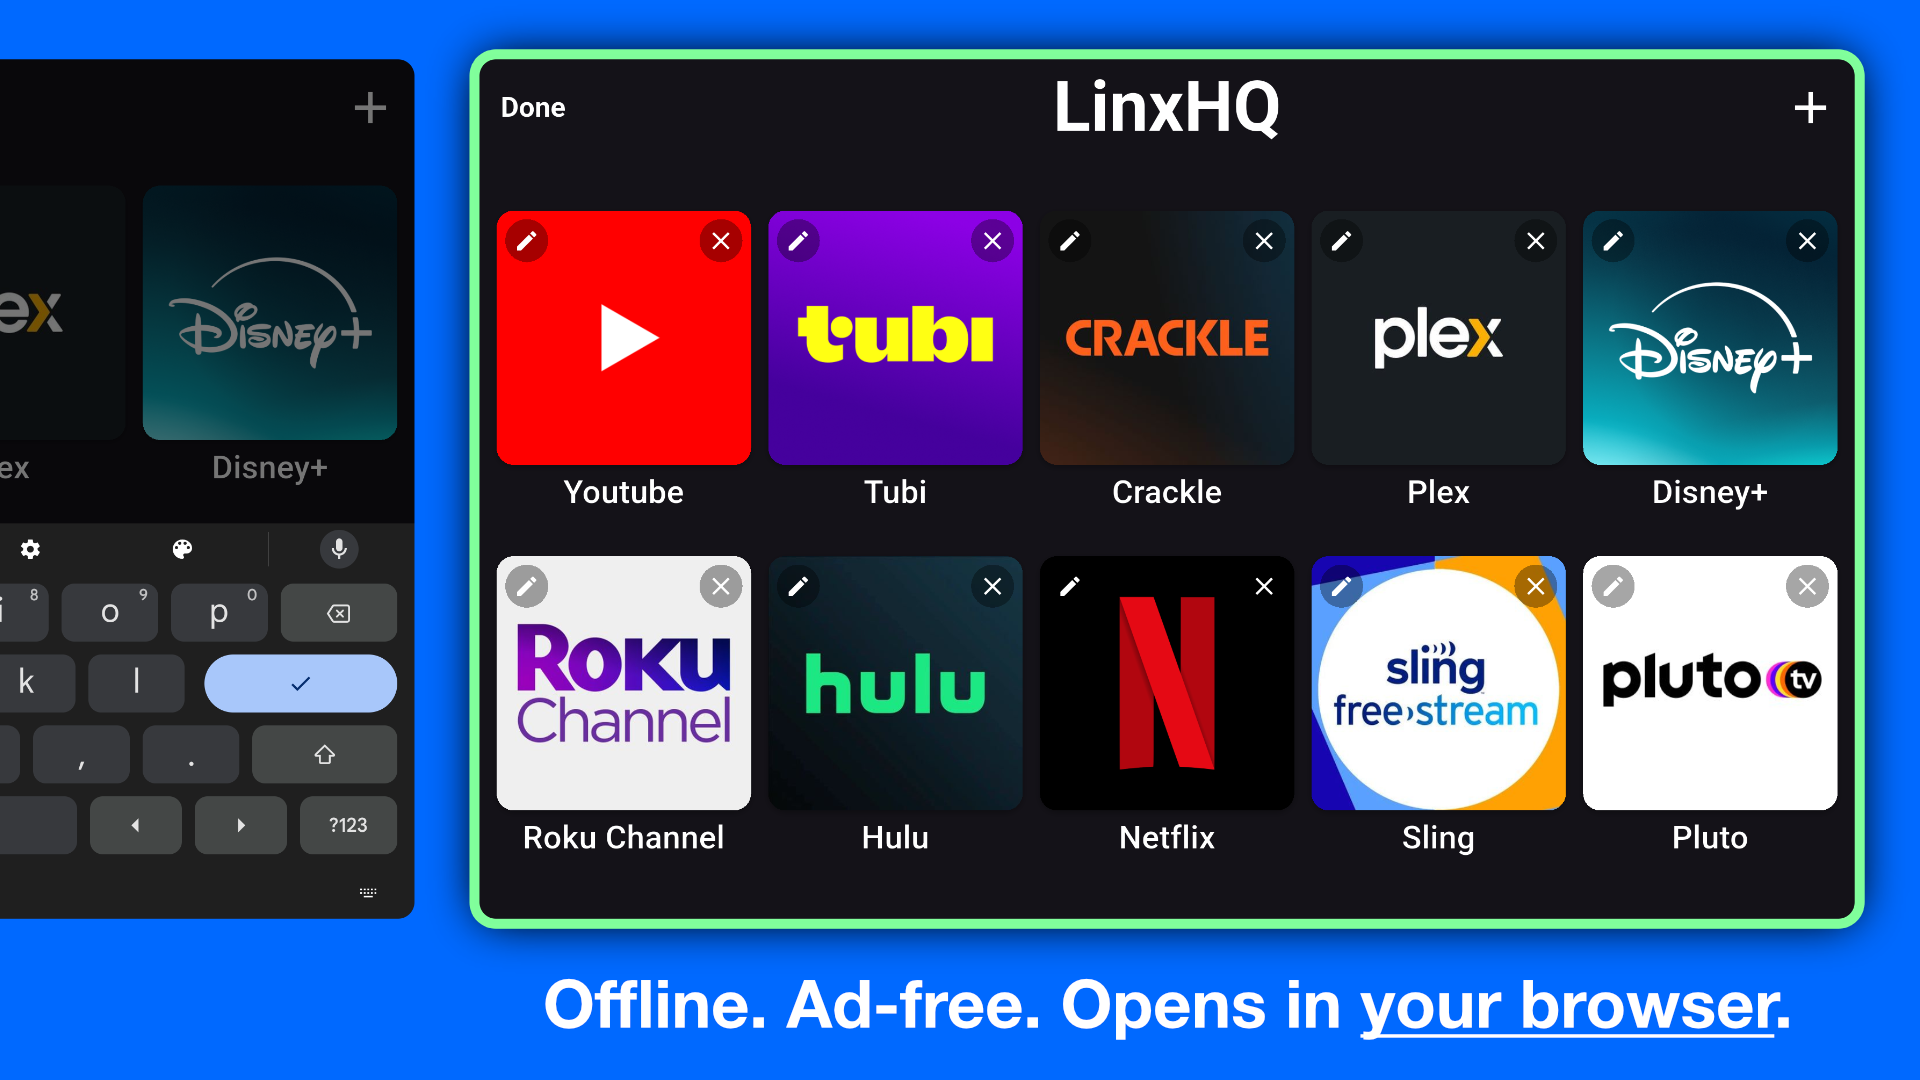 ex
Disney+
ex
Disney+
i 8
o 9
p 0
k
l
,
.
?123
Done
LinxHQ
tubi
CRACKLE
plex
Disney+
Youtube
Tubi
Crackle
Plex
Disney+
Roku
Channel
hulu
N
sling
free stream
pluto tv
Roku Channel
Hulu
Netflix
Sling
Pluto
Offline. Ad-free. Opens in your browser.